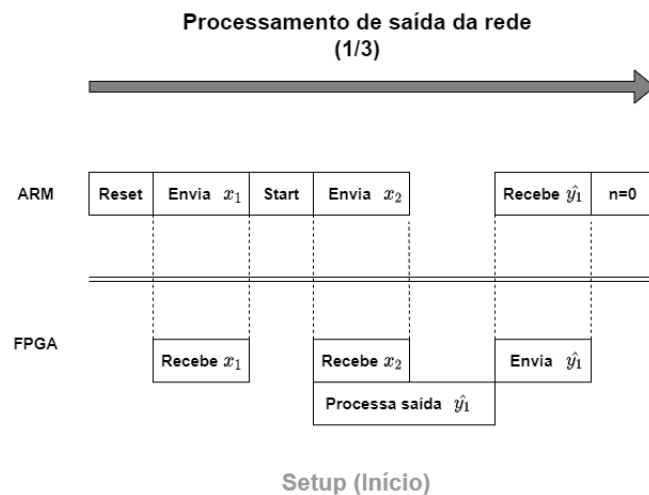 Processamento de saída da rede
(1/3)
ARM
Reset
Envia x₁
Start
Envia x₂
Recebe ŷ₁
n=0
FPGA
Recebe x₁
Recebe x₂
Envia ŷ₁
Processa saída ŷ₁
Setup (Início)